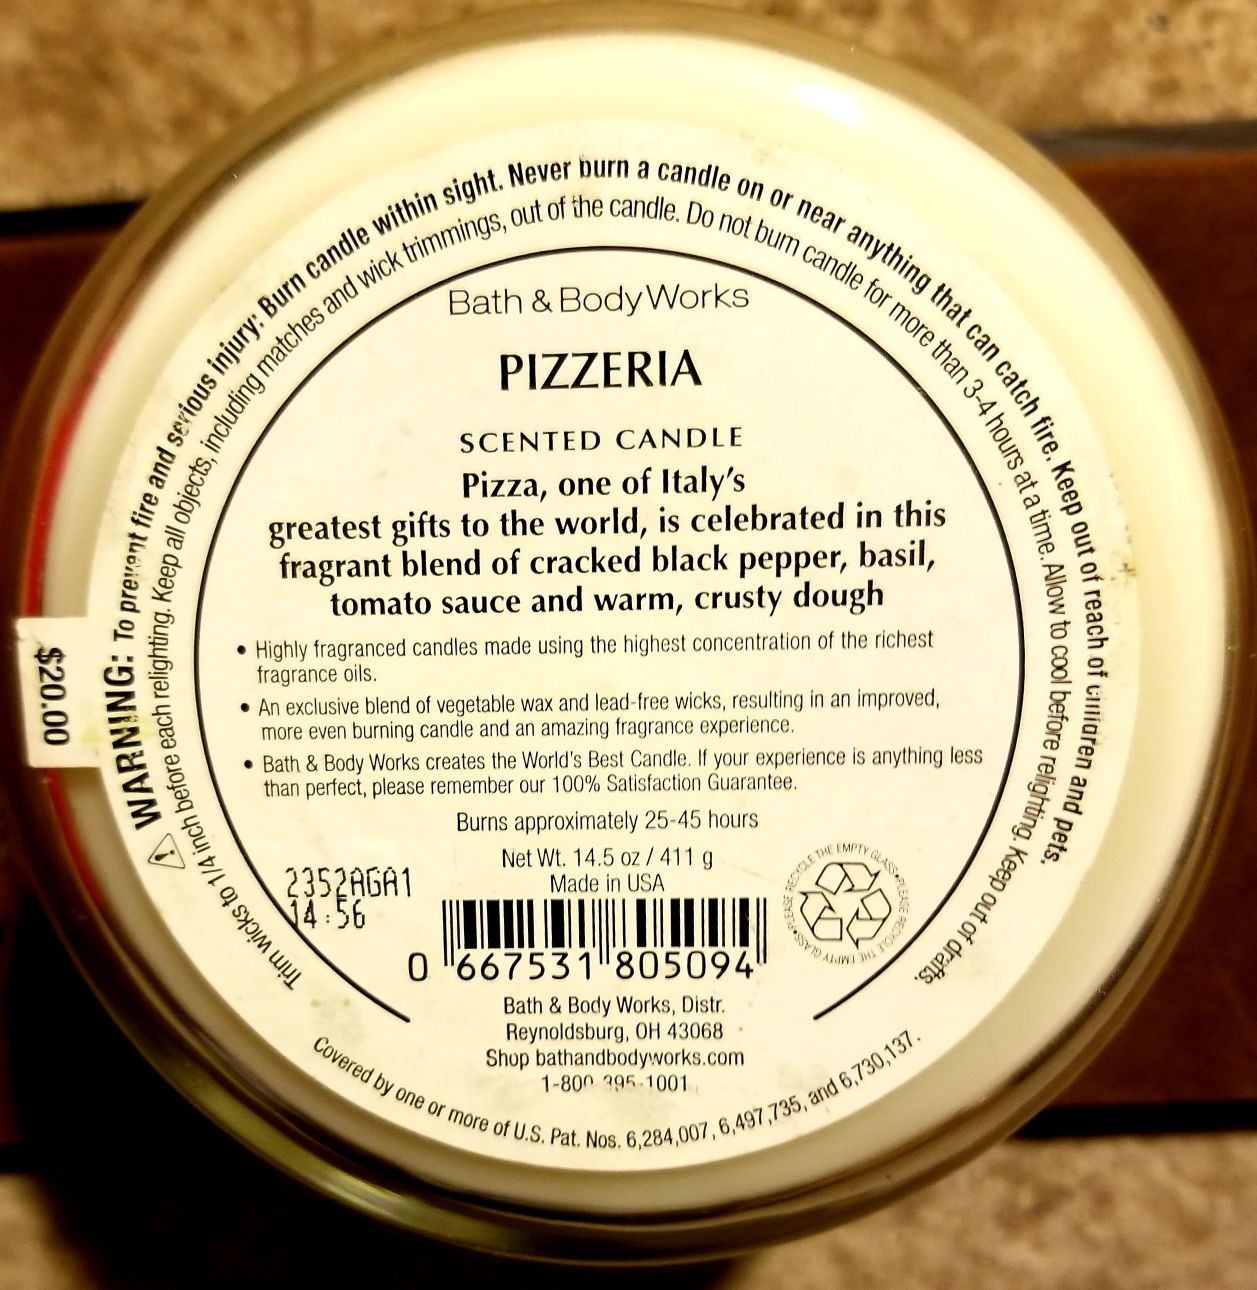 WARNING: To prevent fire and serious injury: Burn candle within sight. Never burn a candle on or near anything that can catch fire. Keep out of reach of children and pets.
Trim wicks to 1/4 inch before each relighting. Keep all objects, including matches and wick trimmings, out of the candle. Do not burn candle for more than 3-4 hours at a time. Allow to cool before relighting. Keep out of drafts.
Bath & Body Works
PIZZERIA
SCENTED CANDLE
Pizza, one of Italy's
greatest gifts to the world, is celebrated in this
fragrant blend of cracked black pepper, basil,
tomato sauce and warm, crusty dough
• Highly fragranced candles made using the highest concentration of the richest
fragrance oils.
• An exclusive blend of vegetable wax and lead-free wicks, resulting in an improved,
more even burning candle and an amazing fragrance experience.
• Bath & Body Works creates the World's Best Candle. If your experience is anything less
than perfect, please remember our 100% Satisfaction Guarantee.
Burns approximately 25-45 hours
Net Wt. 14.5 oz / 411 g
Made in USA
2352AGA1
14:56
0 667531 805094
PLEASE RECYCLE THE EMPTY GLASS • PLEASE RECYCLE THE EMPTY GLASS •
Bath & Body Works, Distr.
Reynoldsburg, OH 43068
Shop bathandbodyworks.com
1-800 395-1001
Covered by one or more of U.S. Pat. Nos. 6,284,007, 6,497,735, and 6,730,137.
$20.00